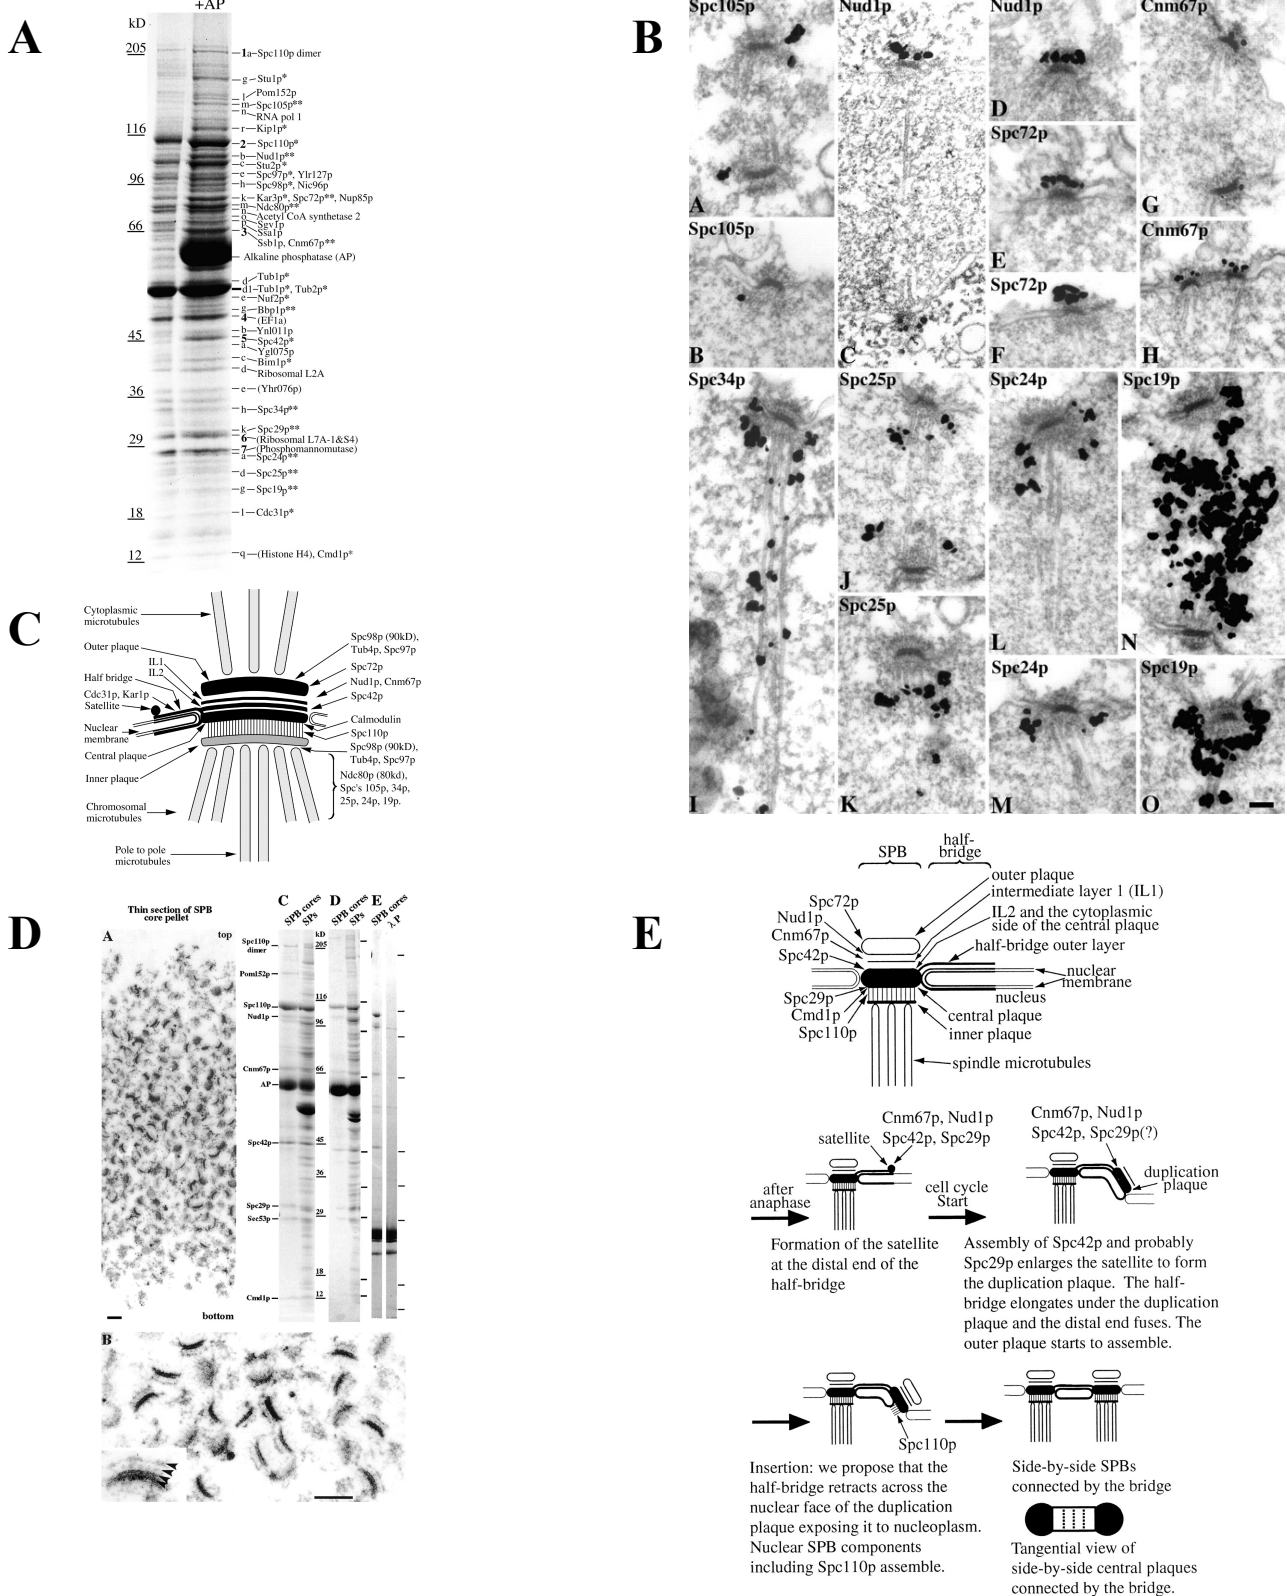 A
+AP
kD
205
116
96
66
45
36
29
18
12
1a Spc110p dimer
g Stu1p*
l Pom152p
m Spc105p**
n RNA pol 1
r Kip1p*
2 Spc110p*
b Nud1p**
c Stu2p*
e Spc97p*, Ylr127p
h Spc98p*, Nic96p
k Kar3p*, Spc72p**, Nup85p
m Ndc80p**
n
o Acetyl CoA synthetase 2
p Sgv1p
3 Ssa1p
Ssb1p, Cnm67p**
Alkaline phosphatase (AP)
d Tub1p*
d1 Tub1p*, Tub2p*
e Nuf2p*
g Bbp1p**
4 (EF1a)
b Ynl011p
5 Spc42p*
a Ygl075p
c Bim1p*
d Ribosomal L2A
e (Yhr076p)
h Spc34p**
k Spc29p**
6 (Ribosomal L7A-1&S4)
7 (Phosphomannomutase)
a Spc24p**
d Spc25p**
g Spc19p**
l Cdc31p*
q (Histone H4), Cmd1p*
B
Spc105p
A
Nud1p
C
Nud1p
D
Cnm67p
G
Spc72p
E
Spc105p
B
Spc72p
F
Cnm67p
H
Spc34p
I
Spc25p
J
Spc24p
L
Spc19p
N
Spc25p
K
Spc24p
M
Spc19p
O
C
Cytoplasmic
microtubules
Outer plaque
IL1
IL2
Half bridge
Cdc31p, Kar1p
Satellite
Nuclear
membrane
Central plaque
Inner plaque
Chromosomal
microtubules
Pole to pole
microtubules
Spc98p (90kD),
Tub4p, Spc97p
Spc72p
Nud1p, Cnm67p
Spc42p
Calmodulin
Spc110p
Spc98p (90kD)
Tub4p, Spc97p
Ndc80p (80kd),
Spc's 105p, 34p,
25p, 24p, 19p.
D
Thin section of SPB
core pellet
A
top
bottom
B
C
SPB cores
SPs
kD
D
SPB cores
SPs
E
SPB cores
λ P
Spc110p
dimer
Pom152p
Spc110p
Nud1p
Cnm67p
AP
Spc42p
Spc29p
Sec53p
Cmd1p
205
116
96
66
45
36
29
18
12
E
SPB
half-
bridge
Spc72p
Nud1p
Cnm67p
Spc42p
Spc29p
Cmd1p
Spc110p
outer plaque
intermediate layer 1 (IL1)
IL2 and the cytoplasmic
side of the central plaque
half-bridge outer layer
nuclear
membrane
nucleus
central plaque
inner plaque
spindle microtubules
after
anaphase
satellite
Cnm67p, Nud1p
Spc42p, Spc29p
cell cycle
Start
Cnm67p, Nud1p
Spc42p, Spc29p(?)
duplication
plaque
Formation of the satellite
at the distal end of the
half-bridge
Assembly of Spc42p and probably
Spc29p enlarges the satellite to form
the duplication plaque. The half-
bridge elongates under the duplication
plaque and the distal end fuses. The
outer plaque starts to assemble.
Spc110p
Insertion: we propose that the
half-bridge retracts across the
nuclear face of the duplication
plaque exposing it to nucleoplasm.
Nuclear SPB components
including Spc110p assemble.
Side-by-side SPBs
connected by the bridge
Tangential view of
side-by-side central plaques
connected by the bridge.